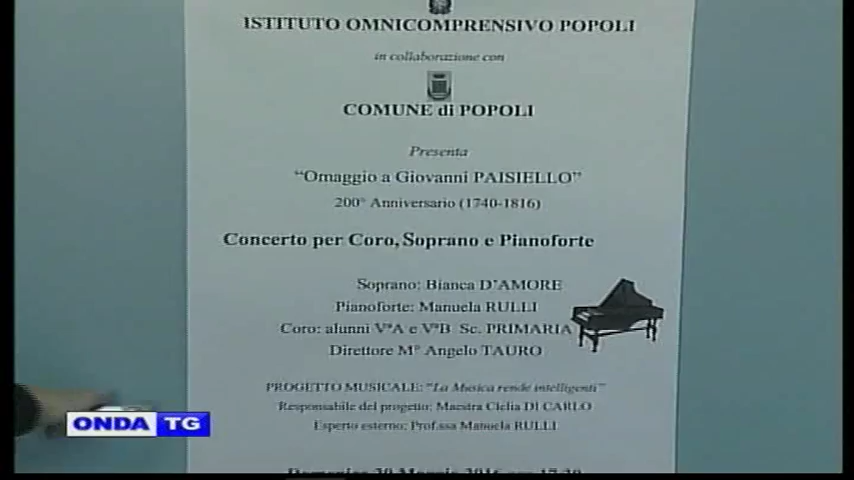 ISTITUTO OMNICOMPRENSIVO POPOLI
in collaborazione con
COMUNE di POPOLI
Presenta
“Omaggio a Giovanni PAISIELLO”
200° Anniversario (1740-1816)
Concerto per Coro, Soprano e Pianoforte
Soprano: Bianca D'AMORE
Pianoforte: Manuela RULLI
Coro: alunni VªA e VªB Sc. PRIMARIA
Direttore M° Angelo TAURO
PROGETTO MUSICALE: “La Musica rende intelligenti”
Responsabile del progetto: Maestra Clelia DI CARLO
Esperto esterno: Prof.ssa Manuela RULLI
ONDA TG